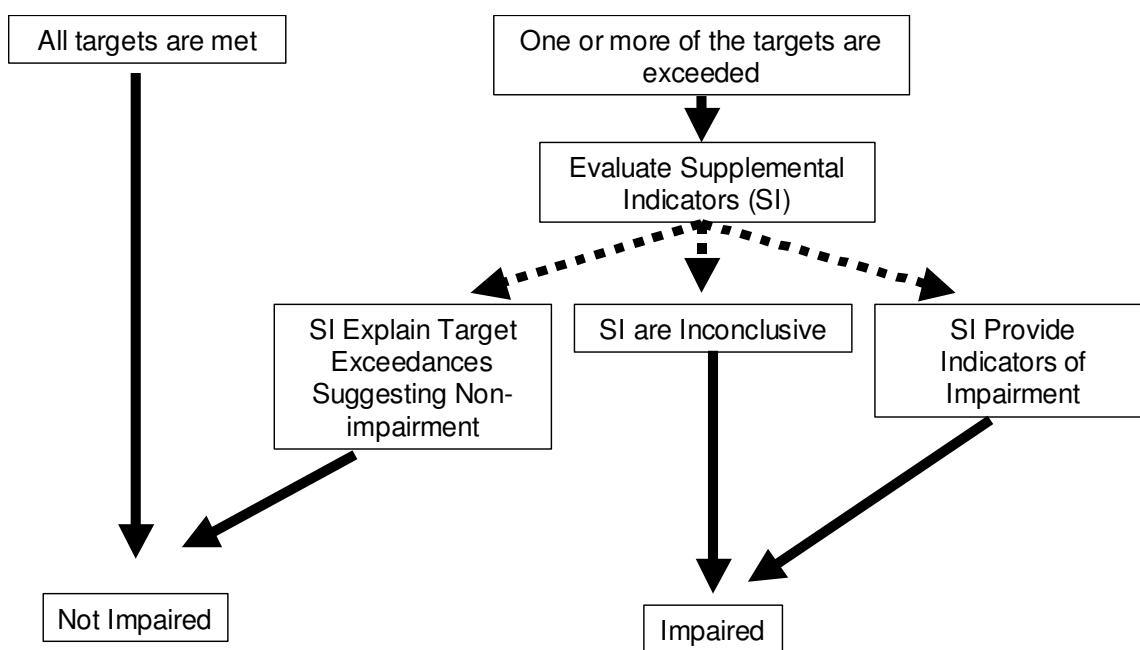 All targets are met
One or more of the targets are
exceeded
Evaluate Supplemental
Indicators (SI)
SI Explain Target
Exceedances
Suggesting Non-
impairment
SI are Inconclusive
SI Provide
Indicators of
Impairment
Not Impaired
Impaired